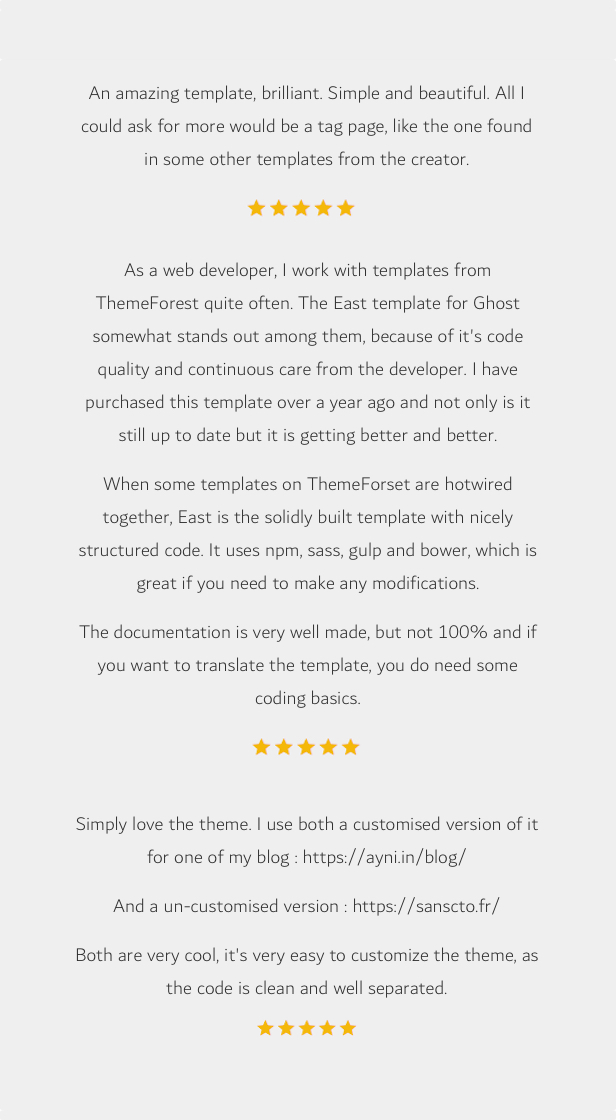 An amazing template, brilliant. Simple and beautiful. All I
could ask for more would be a tag page, like the one found
in some other templates from the creator.
As a web developer, I work with templates from
ThemeForest quite often. The East template for Ghost
somewhat stands out among them, because of it's code
quality and continuous care from the developer. I have
purchased this template over a year ago and not only is it
still up to date but it is getting better and better.
When some templates on ThemeForset are hotwired
together, East is the solidly built template with nicely
structured code. It uses npm, sass, gulp and bower, which is
great if you need to make any modifications.
The documentation is very well made, but not 100% and if
you want to translate the template, you do need some
coding basics.
Simply love the theme. I use both a customised version of it
for one of my blog : https://ayni.in/blog/
And a un-customised version : https://sanscto.fr/
Both are very cool, it's very easy to customize the theme, as
the code is clean and well separated.